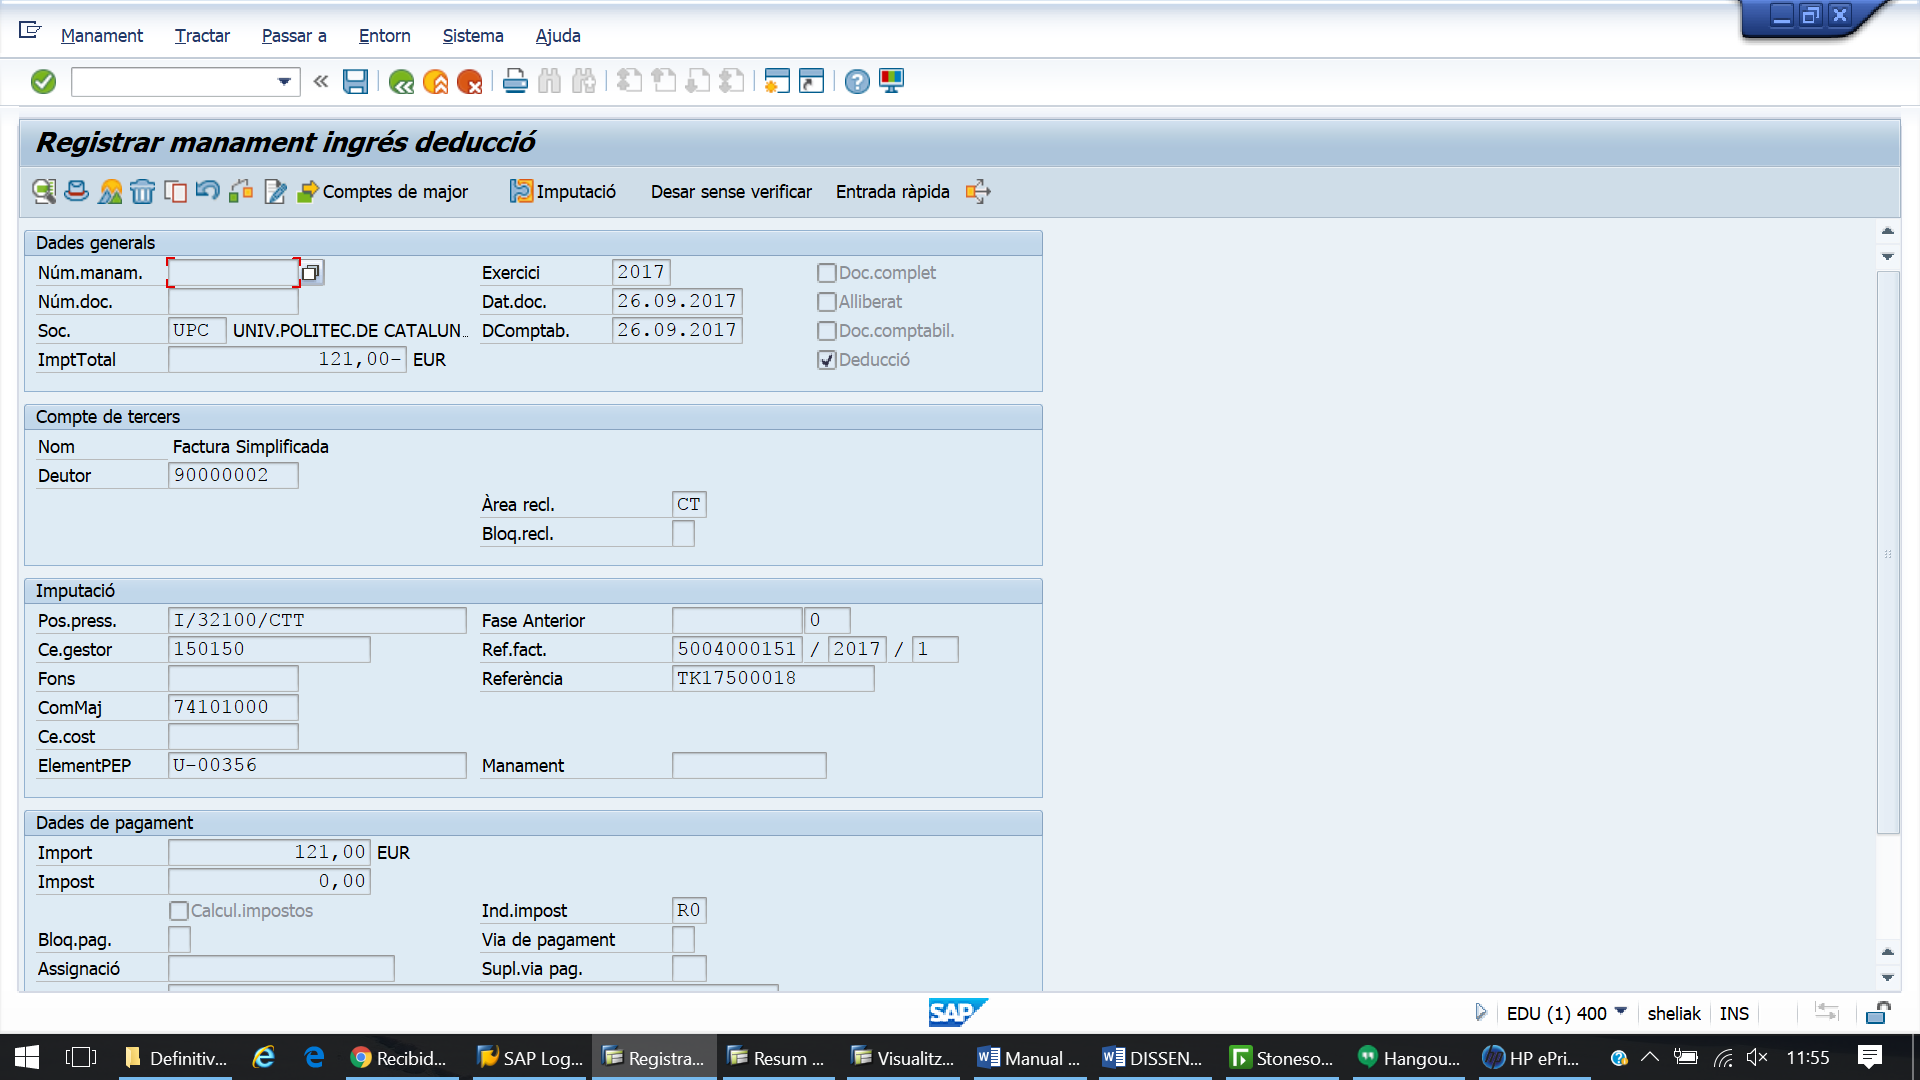 Manament Tractar Passar a Entorn Sistema Ajuda
Registrar manament ingrés deducció
Comptes de major Imputació Desar sense verificar Entrada ràpida
Dades generals
Núm.manam. Exercici 2017 Doc.complet
Núm.doc. Dat.doc. 26.09.2017 Alliberat
Soc. UPC UNIV.POLITEC.DE CATALUN… DComptab. 26.09.2017 Doc.comptabil.
ImptTotal 121,00- EUR Deducció
Compte de tercers
Nom Factura Simplificada
Deutor 90000002
Àrea recl. CT
Bloq.recl.
Imputació
Pos.press. I/32100/CTT Fase Anterior 0
Ce.gestor 150150 Ref.fact. 5004000151 / 2017 / 1
Fons Referència TK17500018
ComMaj 74101000
Ce.cost
ElementPEP U-00356 Manament
Dades de pagament
Import 121,00 EUR
Impost 0,00
Calcul.impostos Ind.impost R0
Bloq.pag. Via de pagament
Assignació Supl.via pag.
SAP EDU (1) 400 sheliak INS
Definitiv... Recibid... SAP Log... Registra... Resum ... Visualitz... Manual ... DISSEN... Stoneso... Hangou... HP ePri... 11:55